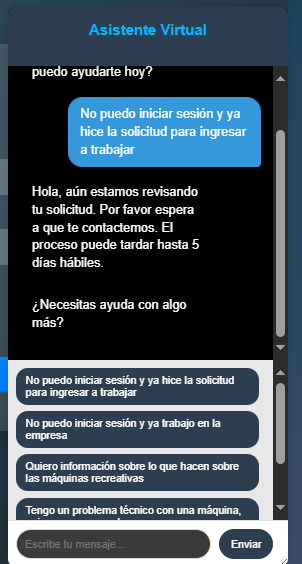 Asistente Virtual
puedo ayudarte hoy?
No puedo iniciar sesión y ya
hice la solicitud para ingresar
a trabajar
Hola, aún estamos revisando
tu solicitud. Por favor espera
a que te contactemos. El
proceso puede tardar hasta 5
días hábiles.
¿Necesitas ayuda con algo
más?
No puedo iniciar sesión y ya hice la solicitud
para ingresar a trabajar
No puedo iniciar sesión y ya trabajo en la
empresa
Quiero información sobre lo que hacen sobre
las máquinas recreativas
Tengo un problema técnico con una máquina,
Escribe tu mensaje...
Enviar